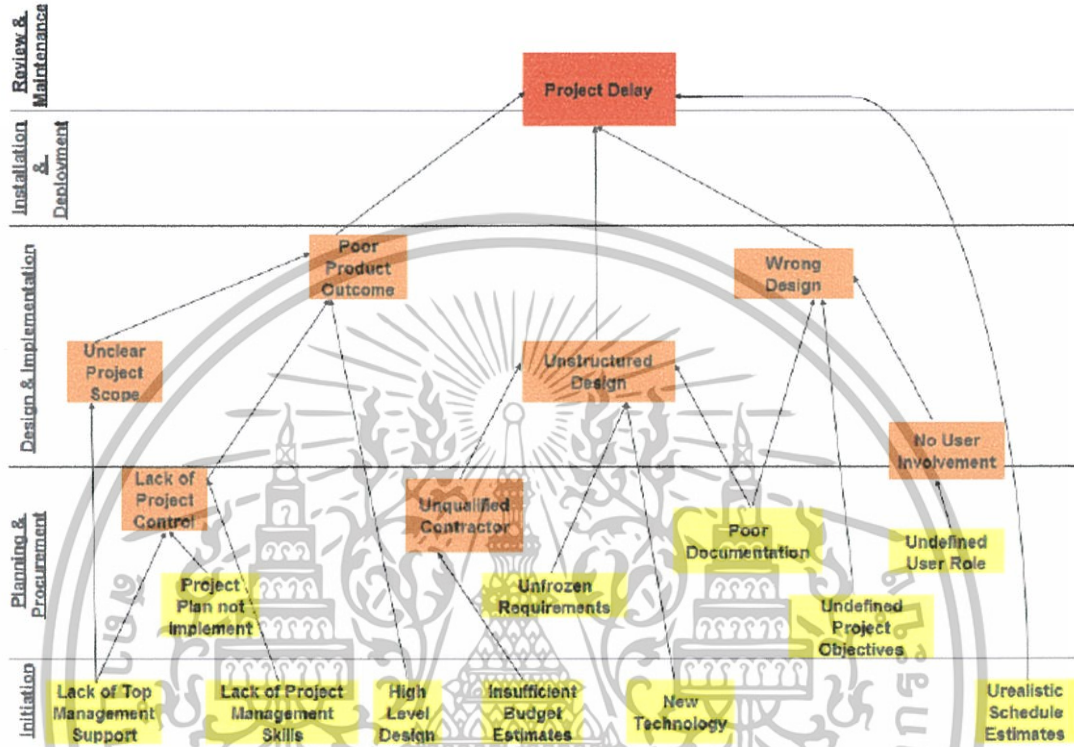 Review &
Maintenance
Project Delay
Installation
&
Deployment
Design & Implementation
Poor
Product
Outcome
Wrong
Design
Unclear
Project
Scope
Unstructured
Design
No User
Involvement
Planning &
Procurement
Lack of
Project
Control
Unqualified
Contractor
Poor
Documentation
Undefined
User Role
Project
Plan not
Implement
Unfrozen
Requirements
Undefined
Project
Objectives
Initiation
Lack of Top
Management
Support
Lack of Project
Management
Skills
High
Level
Design
Insufficient
Budget
Estimates
New
Technology
Urealistic
Schedule
Estimates